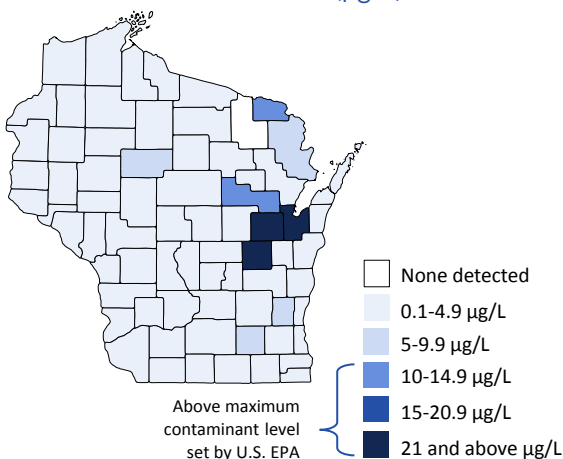 None detected
0.1-4.9 µg/L
5-9.9 µg/L
10-14.9 µg/L
15-20.9 µg/L
21 and above µg/L
Above maximum
contaminant level
set by U.S. EPA